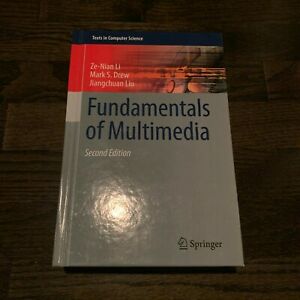 Texts in Computer Science
Ze-Nian Li
Mark S. Drew
Jiangchuan Liu
Fundamentals
of Multimedia
Second Edition
Springer